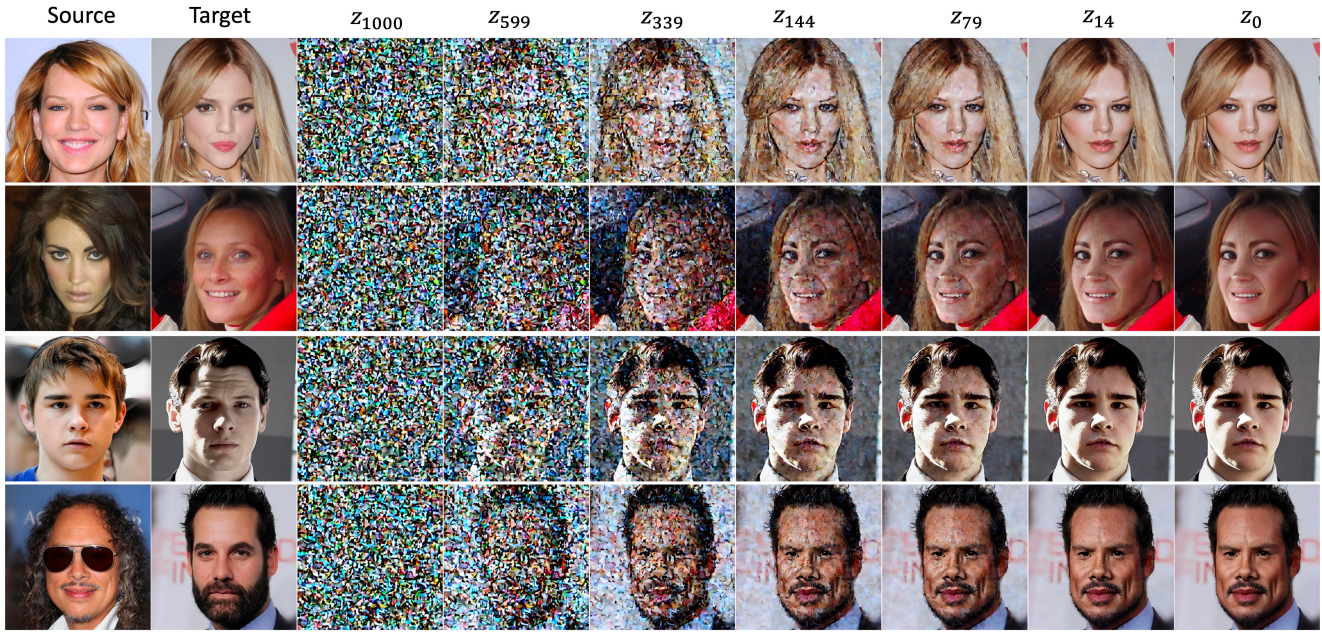 Source Target z₁₀₀₀ z₅₉₉ z₃₃₉ z₁₄₄ z₇₉ z₁₄ z₀